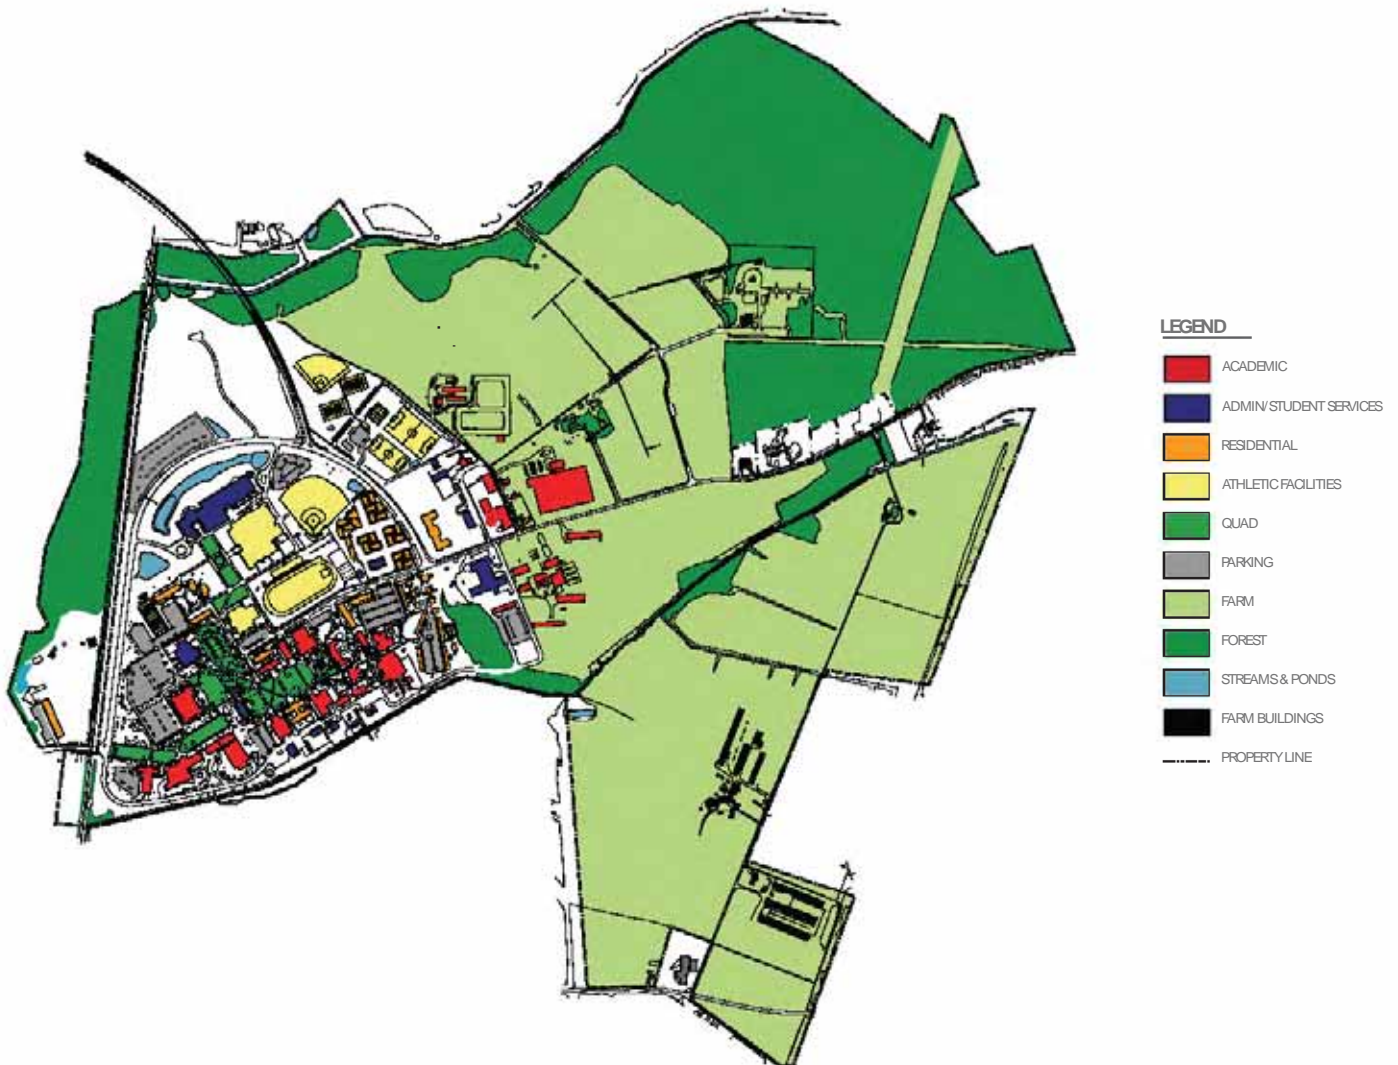 LEGEND
ACADEMIC
ADMIN/STUDENT SERVICES
RESIDENTIAL
ATHLETIC FACILITIES
QUAD
PARKING
FARM
FOREST
STREAMS & PONDS
FARM BUILDINGS
PROPERTY LINE